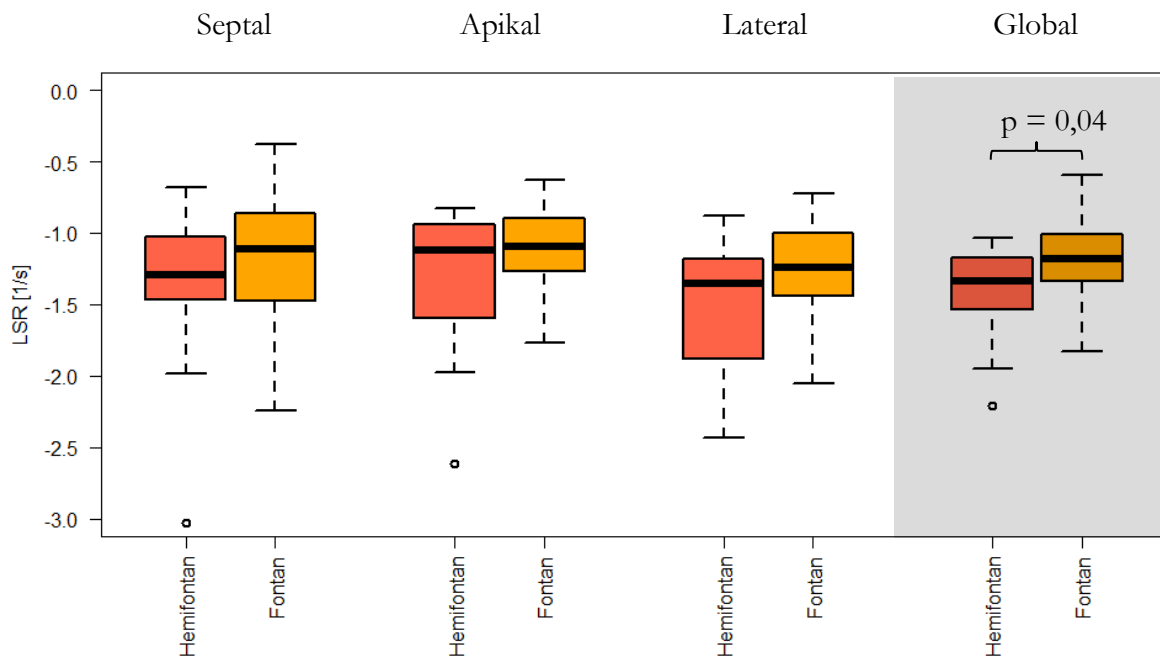 Septal Apikal Lateral Global
p = 0,04
LSR [1/s]
0.0
-0.5
-1.0
-1.5
-2.0
-2.5
-3.0
Hemifontan Fontan Hemifontan Fontan Hemifontan Fontan Hemifontan Fontan